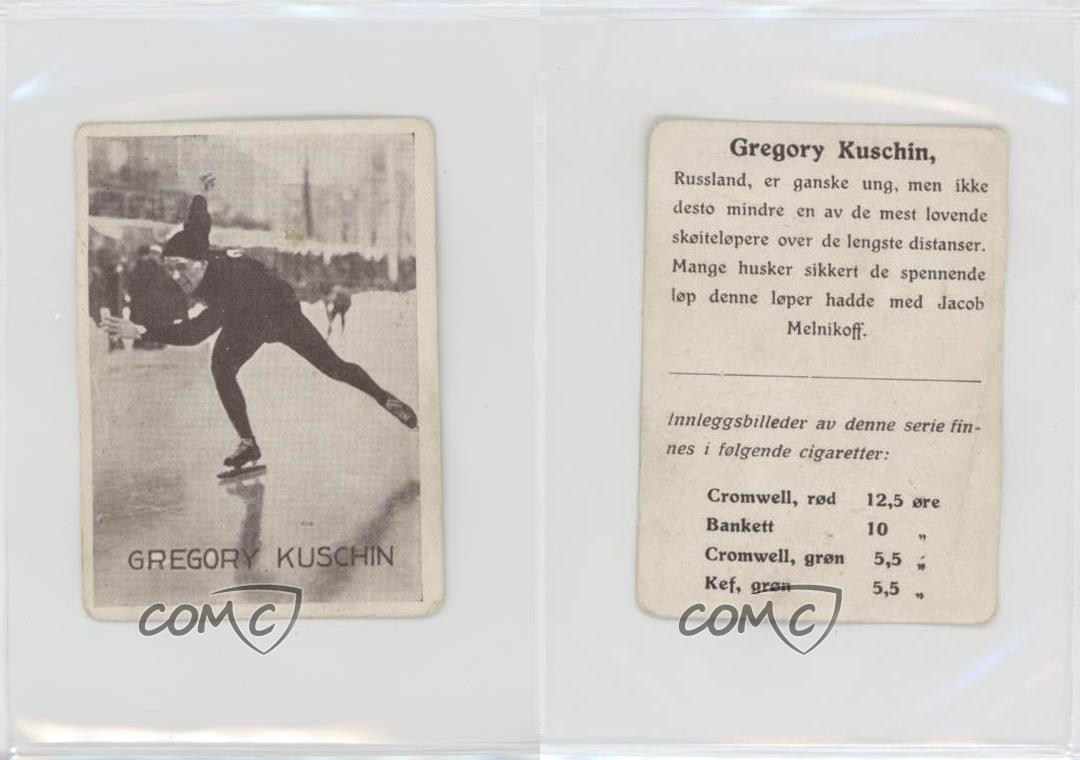 GREGORY KUSCHIN
COMC
Gregory Kuschin,
Russland, er ganske ung, men ikke
desto mindre en av de mest lovende
skøiteløpere over de lengste distanser.
Mange husker sikkert de spennende
løp denne løper hadde med Jacob
Melnikoff.
Innleggsbilleder av denne serie fin-
nes i følgende cigaretter:
Cromwell, rød 12,5 øre
Bankett 10 „
Cromwell, grøn 5,5 „
Kef, grøn 5,5 „
COMC